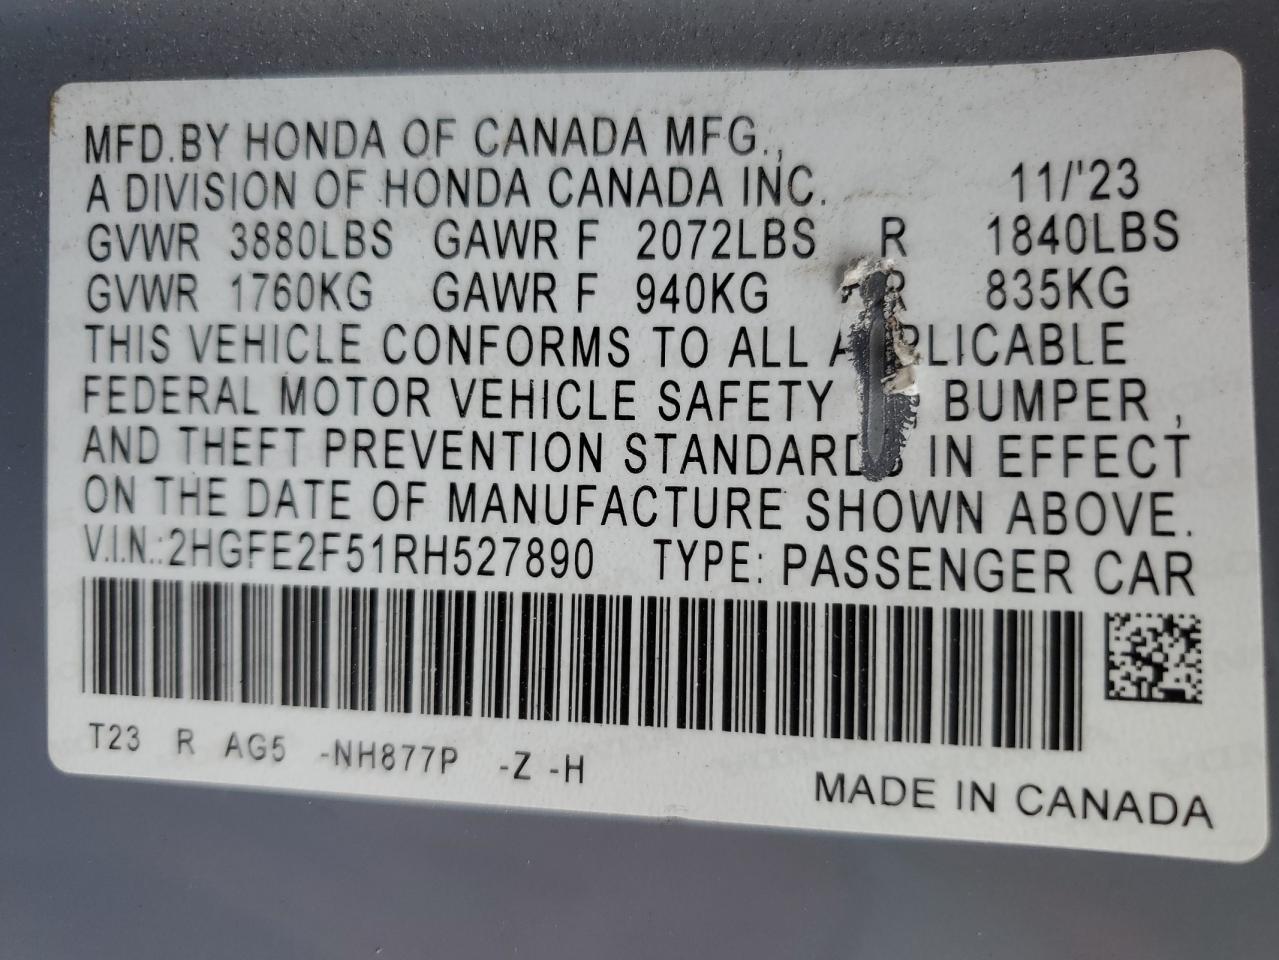 MFD.BY HONDA OF CANADA MFG.,
A DIVISION OF HONDA CANADA INC. 11/'23
GVWR 3880LBS GAWR F 2072LBS R 1840LBS
GVWR 1760KG GAWR F 940KG R 835KG
THIS VEHICLE CONFORMS TO ALL APPLICABLE
FEDERAL MOTOR VEHICLE SAFETY BUMPER ,
AND THEFT PREVENTION STANDARDS IN EFFECT
ON THE DATE OF MANUFACTURE SHOWN ABOVE.
V.I.N.:2HGFE2F51RH527890 TYPE: PASSENGER CAR
T23 R AG5 -NH877P -Z -H
MADE IN CANADA